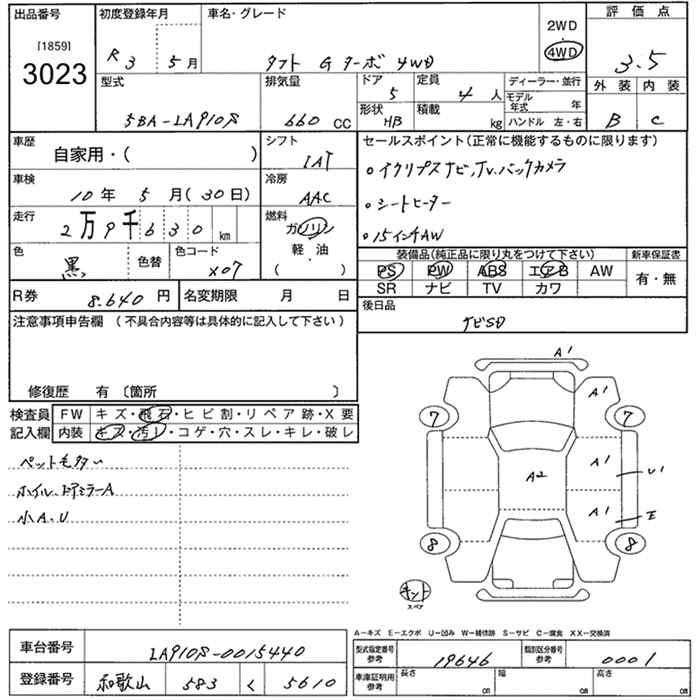 出品番号
[1859]
3023
初度登録年月
R 3 5月
車名・グレード
タフト G ターボ 4WD
2WD
4WD
評価点
3.5
外装 内装
B C
型式
5BA-LA910S
排気量
660 CC
ドア
5
形状
HB
定員
4 人
積載
kg
ディーラー・並行
モデル年式 年
ハンドル 左・右
車歴
自家用・( )
シフト
IAT
車検
10年 5月(30日)
冷房
AAC
走行
2万9千630km
燃料
ガソリン
軽・油
( )
色
黒
色替
色コード
X07
R券 8.640円
名変期限 月 日
セールスポイント(正常に機能するものに限ります)
・イクリプスナビ,Tv,バックカメラ
・シートヒーター
・15インチAW
装備品(純正品に限り丸をつけて下さい)
新車保証書
PS PW ABS エアB AW
SR ナビ TV カワ
有・無
後日品
ナビSD
注意事項申告欄 (不具合内容等は具体的に記入して下さい)
修復歴 有 〔箇所 〕
検査員記入欄
FW キズ・飛石・ヒビ割・リペア跡・X要
内装 キズ・汚レ・コゲ・穴・スレ・キレ・破レ
ペット毛多い
ホイル、ドアミラーA
小A.U
A1
A1
7
7
A1
A2
U1
A1
E
8
8
スペア
A-キズ E-エクボ U-凹み W-補修跡 S-サビ C-腐食 XX-交換済
車台番号 LA910S-0015440
登録番号 和歌山 583 く 5610
型式指定番号
参考
19646
類別区分番号
参考
0001
車庫証明用
参考
長さ cm
幅 cm
高さ cm